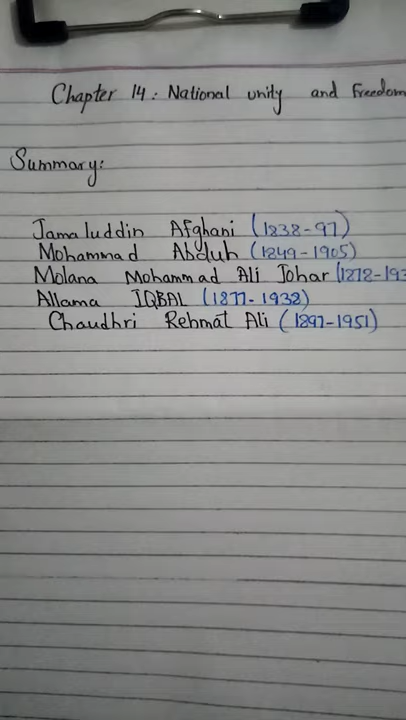 Chapter 14: National unity and Freedom
Summary:
Jamaluddin Afghani (1838-97)
Mohammad Abduh (1849-1905)
Molana Mohammad Ali Johar (1878-193
Allama IQBAL (1877-1938)
Chaudhri Rehmat Ali (1897-1951)